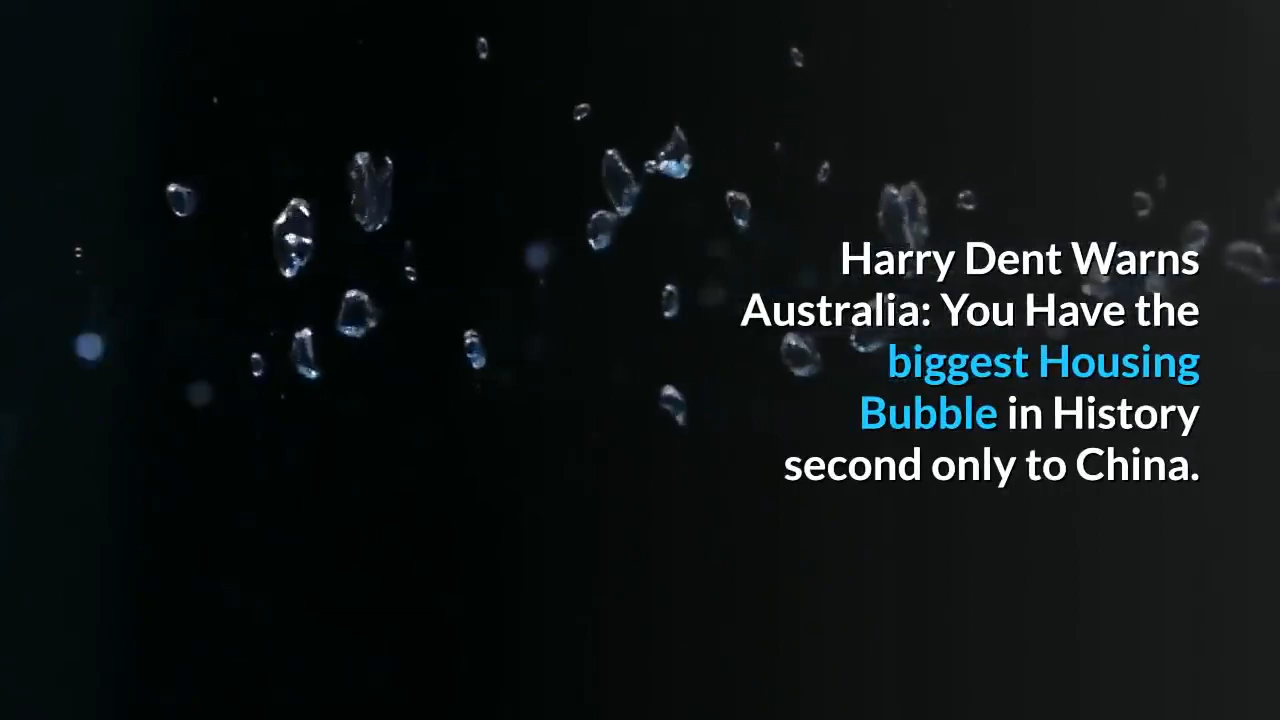 Harry Dent Warns
Australia: You Have the
biggest Housing
Bubble in History
second only to China.